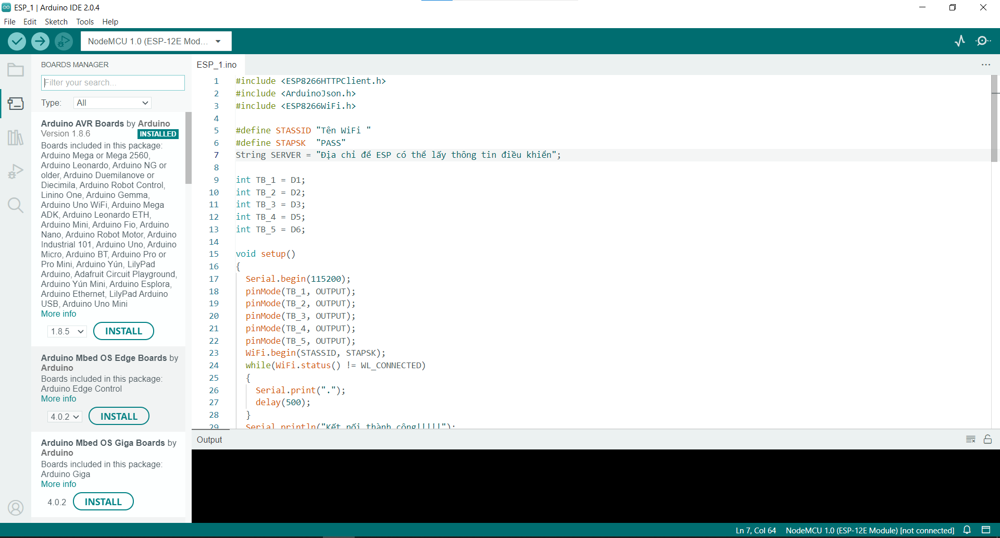 ESP_1 | Arduino IDE 2.0.4
File Edit Sketch Tools Help
NodeMCU 1.0 (ESP-12E Mod...
BOARDS MANAGER
Filter your search...
Type: All
Arduino AVR Boards by Arduino
Version 1.8.6 INSTALLED
Boards included in this package:
Arduino Mega or Mega 2560,
Arduino Leonardo, Arduino NG or
older, Arduino Duemilanove or
Diecimila, Arduino Robot Control,
Linino One, Arduino Gemma,
Arduino Uno WiFi, Arduino Mega
ADK, Arduino Leonardo ETH,
Arduino Mini, Arduino Fio, Arduino
Nano, Arduino Robot Motor, Arduino
Industrial 101, Arduino Uno, Arduino
Micro, Arduino BT, Arduino Pro or
Pro Mini, Arduino Yún, LilyPad
Arduino, Adafruit Circuit Playground,
Arduino Yún Mini, Arduino Esplora,
Arduino Ethernet, LilyPad Arduino
USB, Arduino Uno Mini
More info
1.8.5 INSTALL
Arduino Mbed OS Edge Boards by
Arduino
Boards included in this package:
Arduino Edge Control
More info
4.0.2 INSTALL
Arduino Mbed OS Giga Boards by
Arduino
Boards included in this package:
Arduino Giga
More info
4.0.2 INSTALL
ESP_1.ino
1 #include <ESP8266HTTPClient.h>
2 #include <ArduinoJson.h>
3 #include <ESP8266WiFi.h>
4
5 #define STASSID "Tên WiFi "
6 #define STAPSK  "PASS"
7 String SERVER = "Địa chỉ để ESP có thể lấy thông tin điều khiển";
8
9 int TB_1 = D1;
10 int TB_2 = D2;
11 int TB_3 = D3;
12 int TB_4 = D5;
13 int TB_5 = D6;
14
15 void setup()
16 {
17 Serial.begin(115200);
18 pinMode(TB_1, OUTPUT);
19 pinMode(TB_2, OUTPUT);
20 pinMode(TB_3, OUTPUT);
21 pinMode(TB_4, OUTPUT);
22 pinMode(TB_5, OUTPUT);
23 WiFi.begin(STASSID, STAPSK);
24 while(WiFi.status() != WL_CONNECTED)
25 {
26 Serial.print(".");
27 delay(500);
28 }
29 Serial.println("Kết nối thành công!!!!!");
Output
Ln 7, Col 64 NodeMCU 1.0 (ESP-12E Module) [not connected]